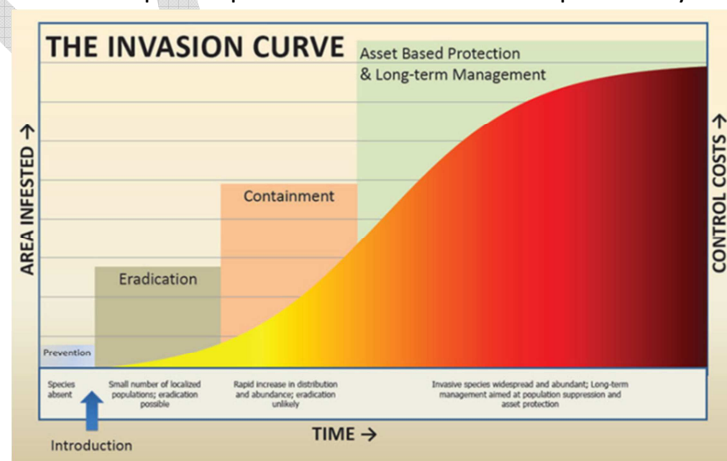 THE INVASION CURVE
Asset Based Protection
& Long-term Management
Containment
Eradication
Prevention
AREA INFESTED →
CONTROL COSTS →
Species
absent
Small number of localized
populations; eradication
possible
Rapid increase in distribution
and abundance; eradication
unlikely
Invasive species widespread and abundant; Long-term
management aimed at population suppression and
asset protection
Introduction
TIME →